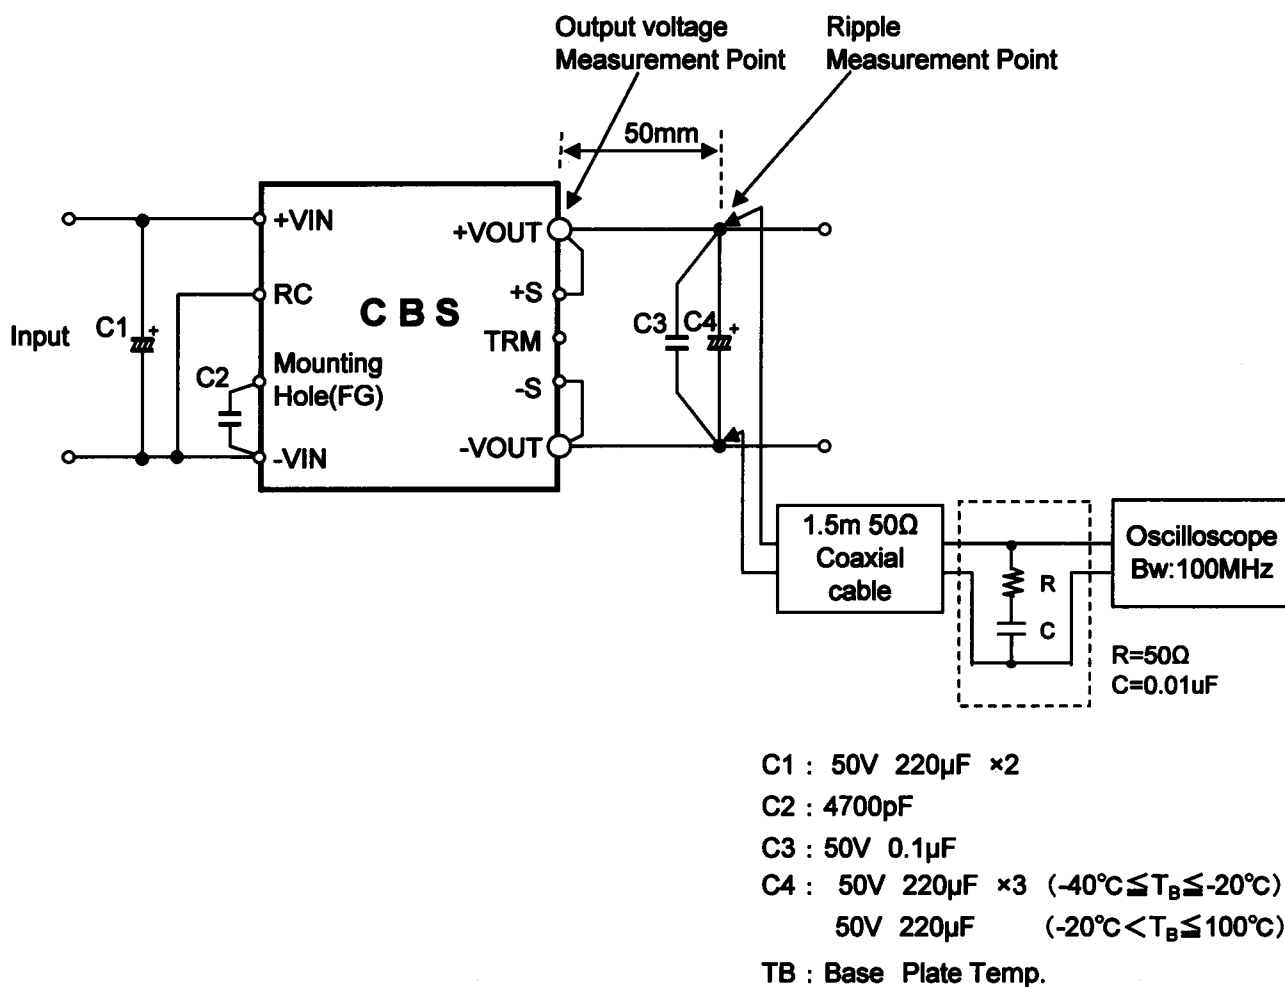 Output voltage
Measurement Point
Ripple
Measurement Point
50mm
+VIN
+VOUT
RC
CBS
+S
Input
C1
+
C3
C4
+
TRM
Mounting
Hole(FG)
C2
-S
-VIN
-VOUT
1.5m 50Ω
Coaxial
cable
Oscilloscope
Bw:100MHz
R
C
R=50Ω
C=0.01uF
C1 : 50V 220μF ×2
C2 : 4700pF
C3 : 50V 0.1μF
C4 : 50V 220μF ×3 (-40℃≦TB≦-20℃)
50V 220μF (-20℃<TB≦100℃)
TB : Base Plate Temp.